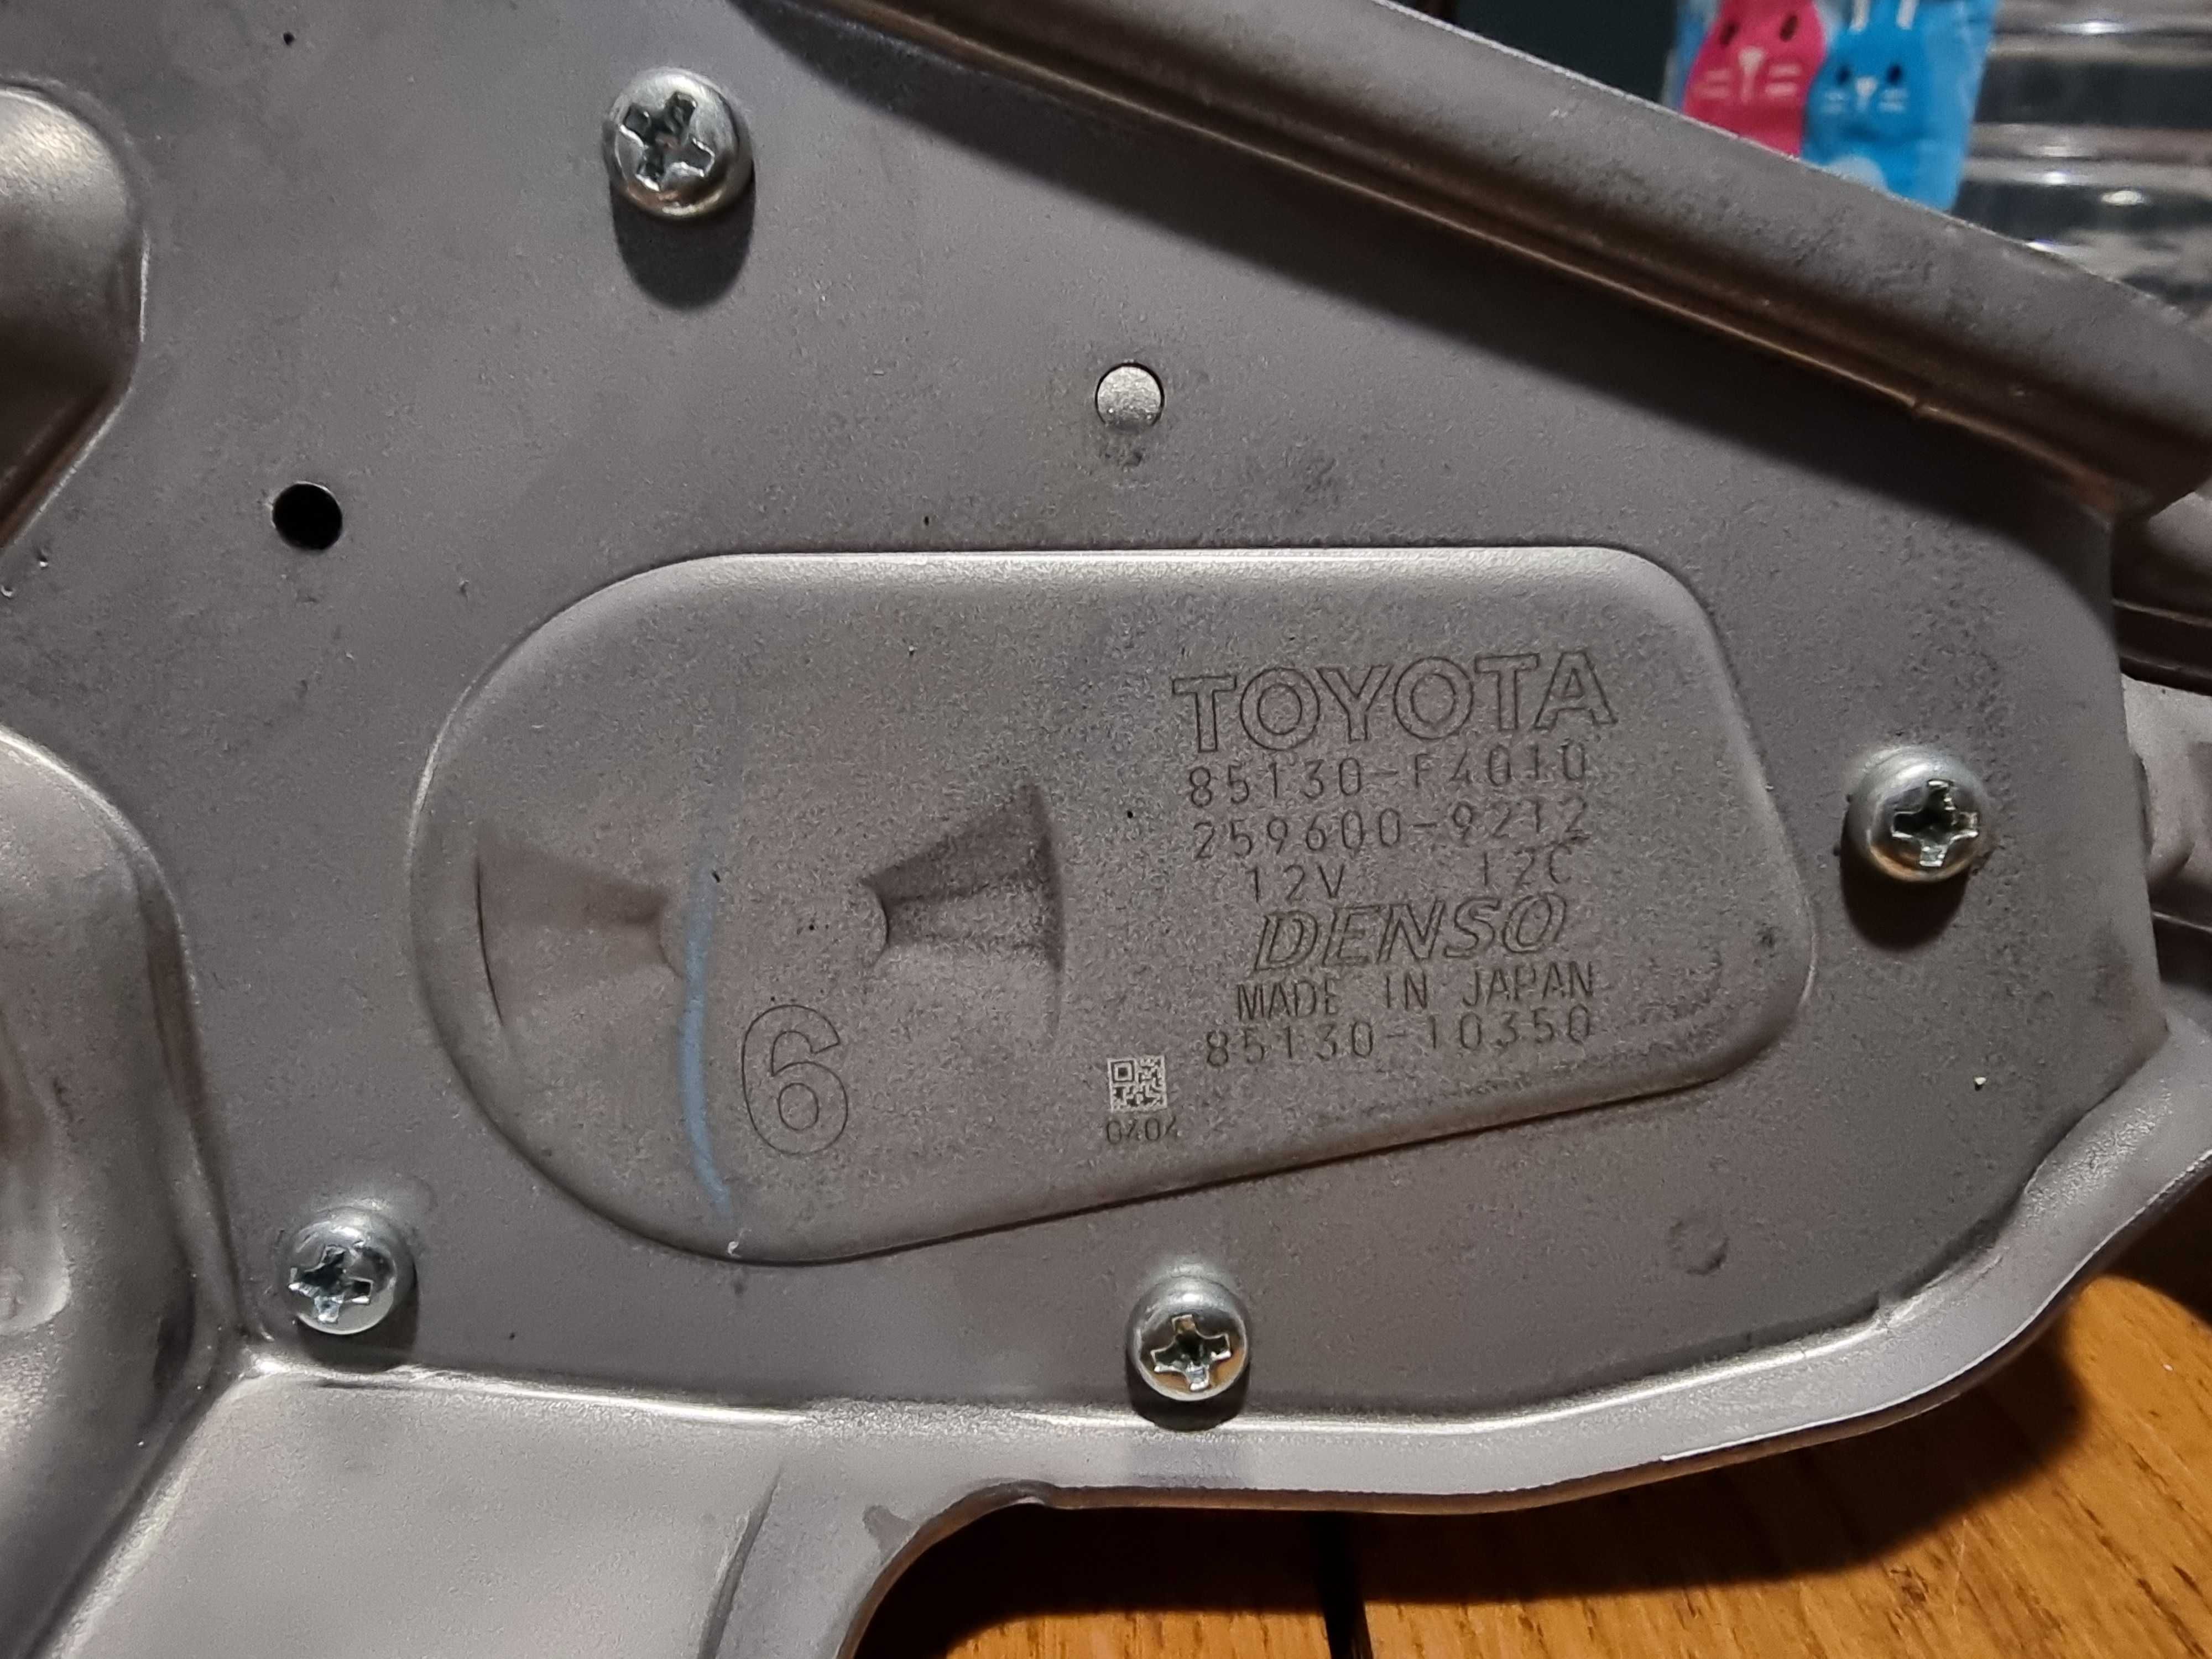 TOYOTA
85130-F4010
259600-9212
12V 12C
DENSO
MADE IN JAPAN
85130-10350
6
0404